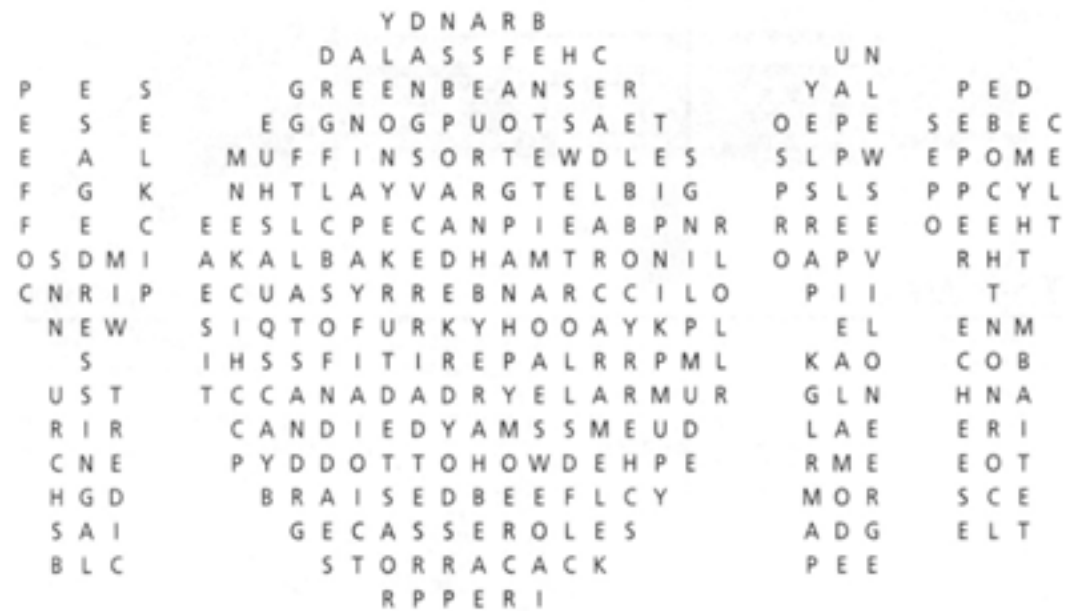 Y D N A R B
D A L A S S F E H C U N
P E S G R E E N B E A N S E R Y A L P E D
E S E E G G N O G P U O T S A E T O E P E S E B E C
E A L M U F F I N S O R T E W D L E S S L P W E P O M E
F G K N H T L A Y V A R G T E L B I G P S L S P P C Y L
F E C E E S L C P E C A N P I E A B P N R R R E E O E E H T
O S D M I A K A L B A K E D H A M T R O N I L O A P V R H T
C N R I P E C U A S Y R R E B N A R C C I L O P I I T
N E W S I Q T O F U R K Y H O O A Y K P L E L E N M
S I H S S F I T I R E P A L R R P M L K A O C O B
U S T T C C A N A D A D R Y E L A R M U R G L N H N A
R I R C A N D I E D Y A M S S M E U D L A E E R I
C N E P Y D D O T T O H O W D E H P E R M E E O T
H G D B R A I S E D B E E F L C Y M O R S C E
S A I G E C A S S E R O L E S A D G E L T
B L C S T O R R A C A C K P E E
R P P E R I